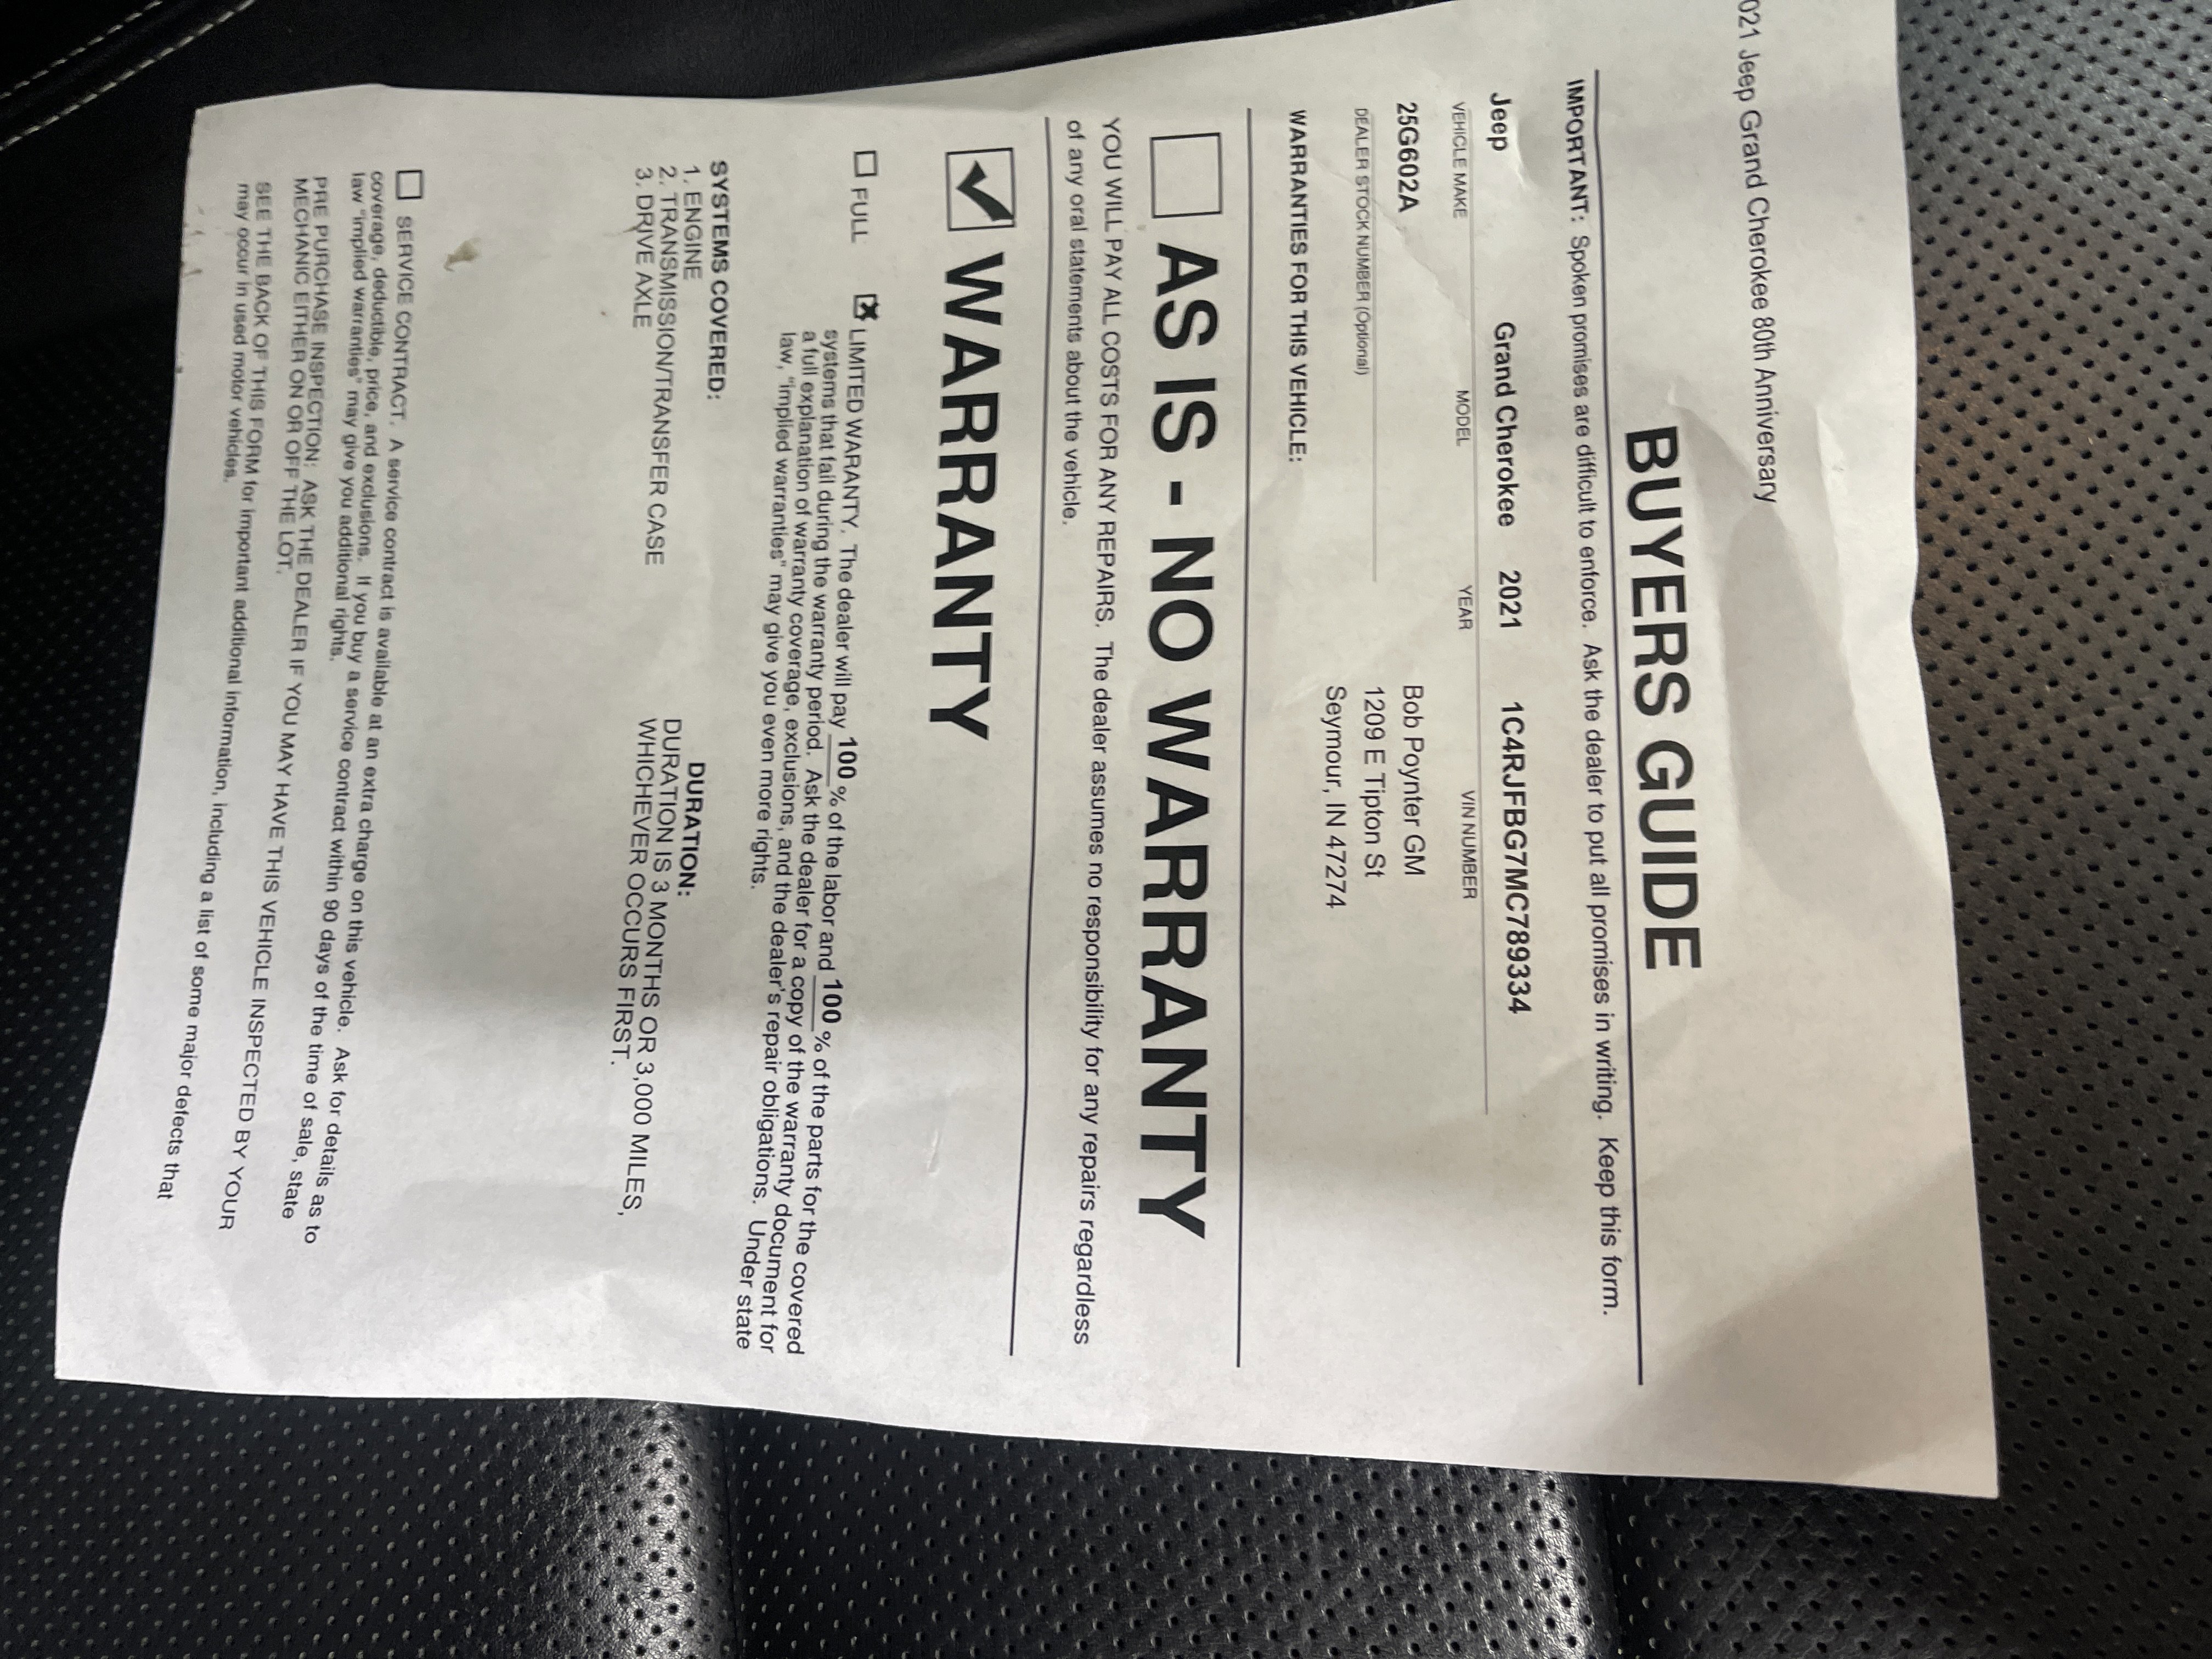 021 Jeep Grand Cherokee 80th Anniversary
BUYERS GUIDE
IMPORTANT: Spoken promises are difficult to enforce. Ask the dealer to put all promises in writing. Keep this form.
Jeep Grand Cherokee 2021 1C4RJFBG7MC789334
VEHICLE MAKE MODEL YEAR VIN NUMBER
25G602A
DEALER STOCK NUMBER (Optional)
Bob Poynter GM
1209 E Tipton St
Seymour, IN 47274
WARRANTIES FOR THIS VEHICLE:
AS IS - NO WARRANTY
YOU WILL PAY ALL COSTS FOR ANY REPAIRS. The dealer assumes no responsibility for any repairs regardless
of any oral statements about the vehicle.
WARRANTY
FULL LIMITED WARRANTY. The dealer will pay 100 % of the labor and 100 % of the parts for the covered
systems that fail during the warranty period. Ask the dealer for a copy of the warranty document for
a full explanation of warranty coverage, exclusions, and the dealer's repair obligations. Under state
law, "implied warranties" may give you even more rights.
SYSTEMS COVERED:
1. ENGINE
2. TRANSMISSION/TRANSFER CASE
3. DRIVE AXLE
DURATION:
DURATION IS 3 MONTHS OR 3,000 MILES,
WHICHEVER OCCURS FIRST.
SERVICE CONTRACT. A service contract is available at an extra charge on this vehicle. Ask for details as to
coverage, deductible, price, and exclusions. If you buy a service contract within 90 days of the time of sale, state
law "implied warranties" may give you additional rights.
PRE PURCHASE INSPECTION: ASK THE DEALER IF YOU MAY HAVE THIS VEHICLE INSPECTED BY YOUR
MECHANIC EITHER ON OR OFF THE LOT.
SEE THE BACK OF THIS FORM for important additional information, including a list of some major defects that
may occur in used motor vehicles.